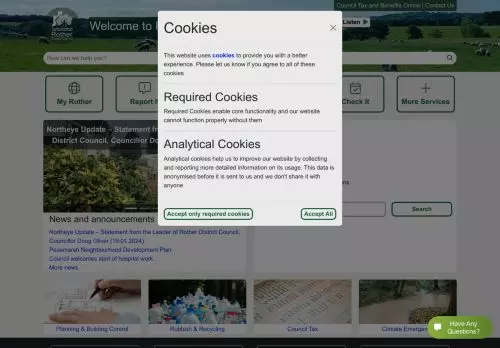 Council Tax and Benefits Online | Contact Us
Rother
Welcome to
Listen
How can we help you?
My Rother
Report
Check It
More Services
Cookies
This website uses cookies to provide you with a better
experience. Please let us know if you agree to all of these
cookies
Required Cookies
Required Cookies enable core functionality and our website
cannot function properly without them
Analytical Cookies
Analytical cookies help us to improve our website by collecting
and reporting more detailed information on its usage. This data is
anonymised before it is sent to us and we don't share it with
anyone
Accept only required cookies
Accept All
Northeye Update – Statement from
District Council, Councillor Do
Search
News and announcements
Northeye Update – Statement from the Leader of Rother District Council,
Councillor Doug Oliver (19.01.2024)
Peasmarsh Neighbourhood Development Plan
Council welcomes start of hospital work
More news
Planning & Building Control
Rubbish & Recycling
Council Tax
Climate Emergency
Have Any
Questions?